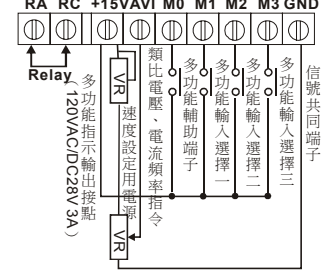 RA RC +15V AVI M0 M1 M2 M3 GND
Relay
多功能指示輸出接點
(120VAC/DC28V 3A)
VR
速度設定用電源
類比電壓、電流頻率指令
多功能輔助端子
多功能輸入選擇一
多功能輸入選擇二
多功能輸入選擇三
信號共同端子
VR